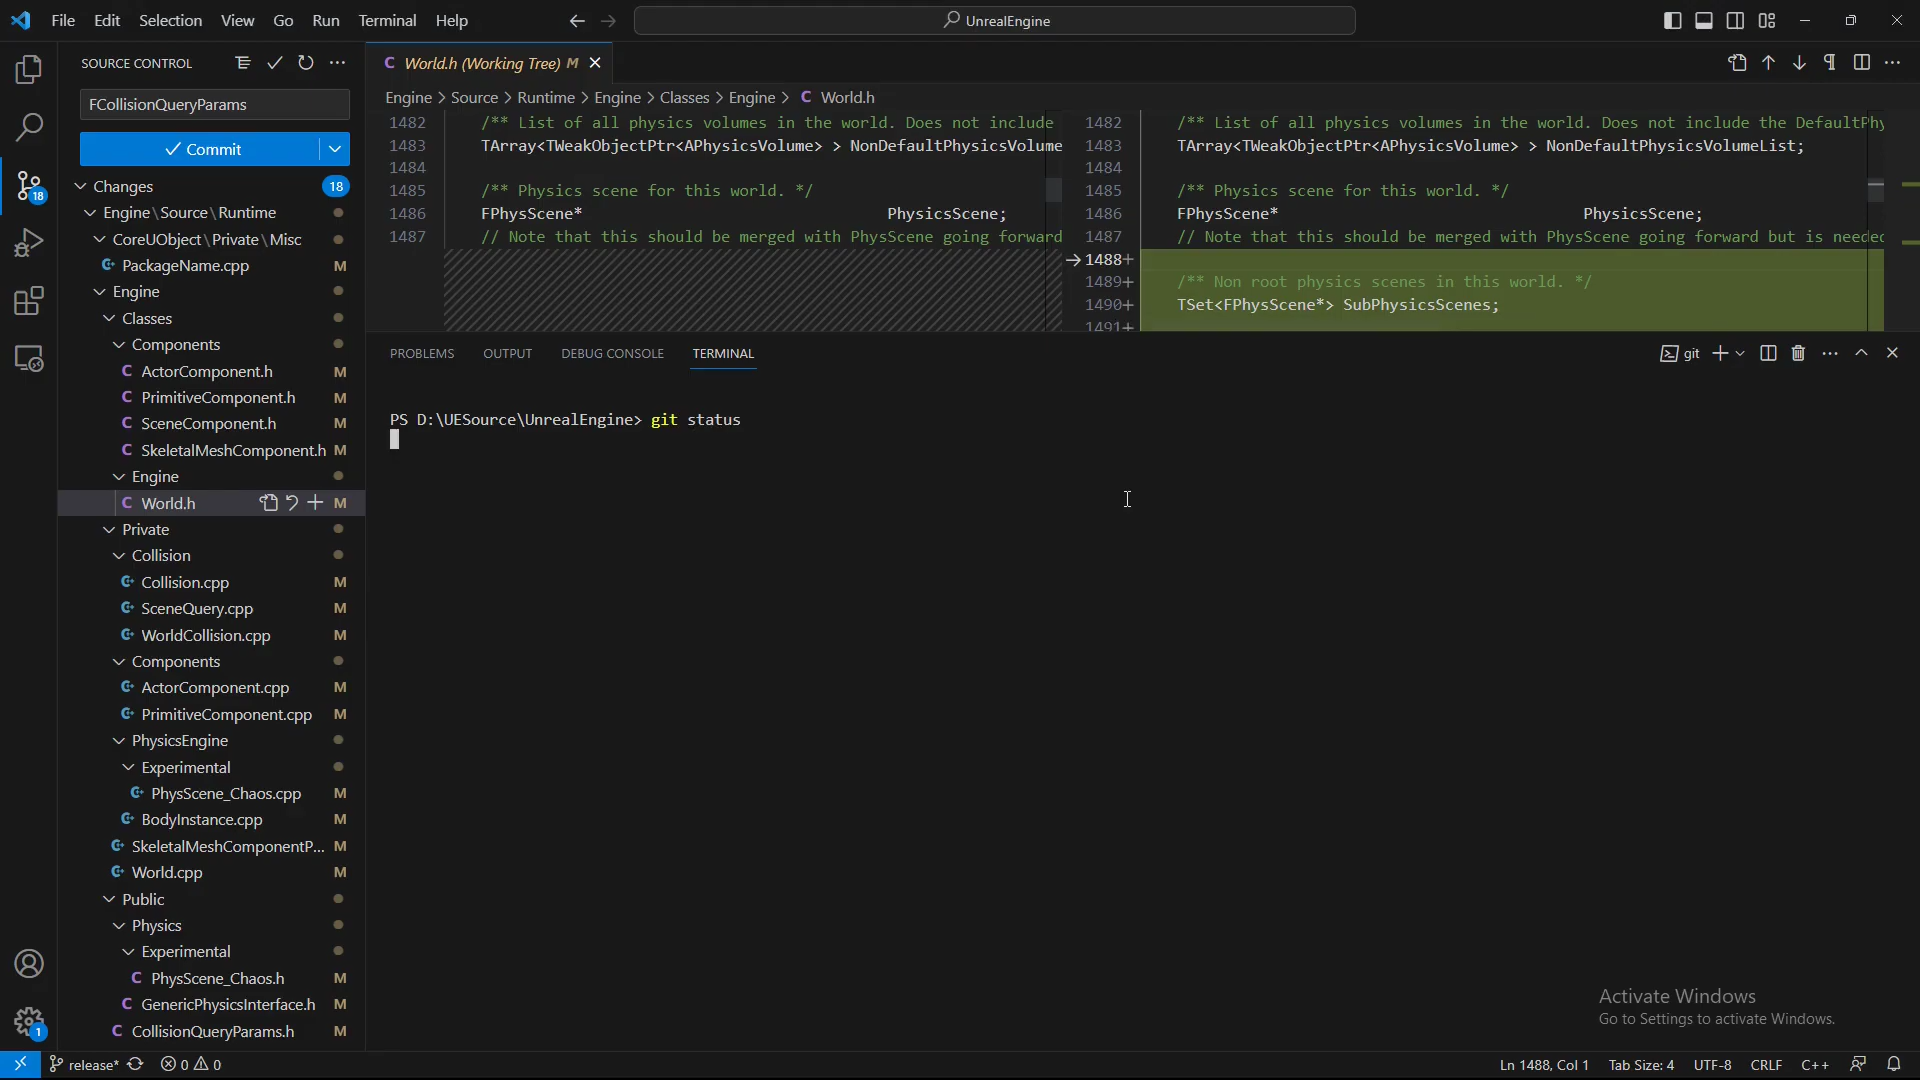 File Edit Selection View Go Run Terminal Help
UnrealEngine
SOURCE CONTROL
FCollisionQueryParams
Commit
Changes 18
Engine\Source\Runtime
CoreUObject\Private\Misc
PackageName.cpp M
Engine
Classes
Components
ActorComponent.h M
PrimitiveComponent.h M
SceneComponent.h M
SkeletalMeshComponent.h M
Engine
World.h M
Private
Collision
Collision.cpp M
SceneQuery.cpp M
WorldCollision.cpp M
Components
ActorComponent.cpp M
PrimitiveComponent.cpp M
PhysicsEngine
Experimental
PhysScene_Chaos.cpp M
BodyInstance.cpp M
SkeletalMeshComponentP... M
World.cpp M
Public
Physics
Experimental
PhysScene_Chaos.h M
GenericPhysicsInterface.h M
CollisionQueryParams.h M
18
1
World.h (Working Tree) M
Engine > Source > Runtime > Engine > Classes > Engine > World.h
1482 /** List of all physics volumes in the world. Does not include
1483 TArray<TWeakObjectPtr<APhysicsVolume> > NonDefaultPhysicsVolume
1484
1485 /** Physics scene for this world. */
1486 FPhysScene* PhysicsScene;
1487 // Note that this should be merged with PhysScene going forward
1482 /** List of all physics volumes in the world. Does not include the DefaultPhy
1483 TArray<TWeakObjectPtr<APhysicsVolume> > NonDefaultPhysicsVolumeList;
1484
1485 /** Physics scene for this world. */
1486 FPhysScene* PhysicsScene;
1487 // Note that this should be merged with PhysScene going forward but is needed
1488+
1489+ /** Non root physics scenes in this world. */
1490+ TSet<FPhysScene*> SubPhysicsScenes;
1491+
PROBLEMS OUTPUT DEBUG CONSOLE TERMINAL
git
PS D:\UESource\UnrealEngine> git status
Activate Windows
Go to Settings to activate Windows.
release* 0 0
Ln 1488, Col 1 Tab Size: 4 UTF-8 CRLF C++